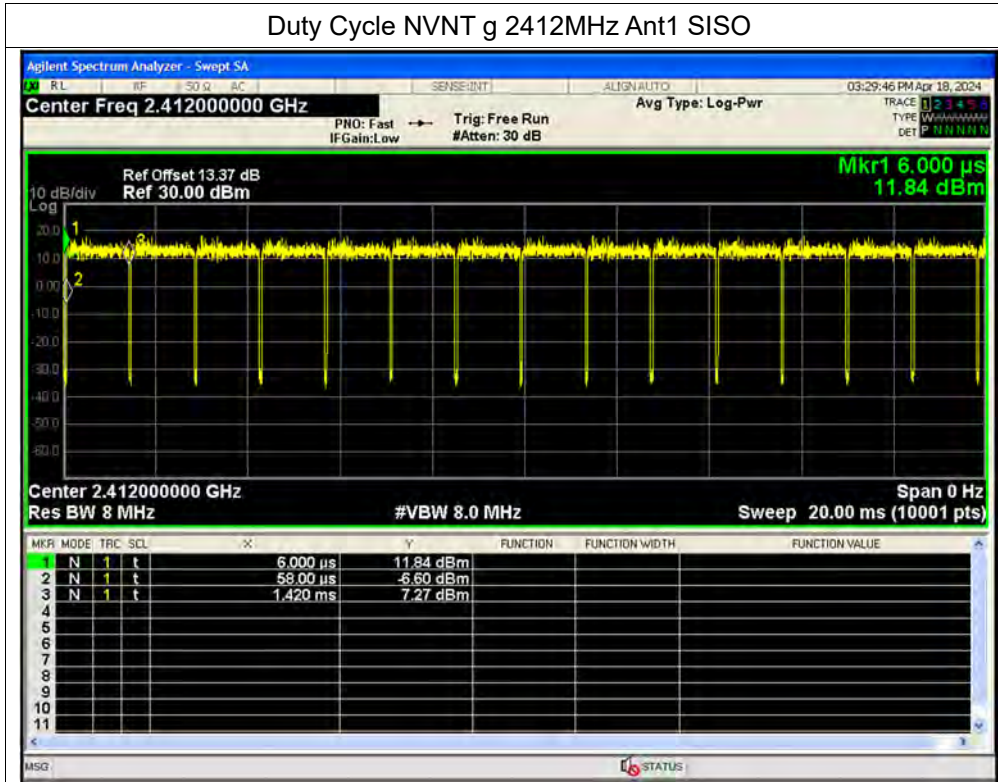 Duty Cycle NVNT g 2412MHz Ant1 SISO
Agilent Spectrum Analyzer - Swept SA
LXI RL RF 50 Ω AC SENSE:INT ALIGN AUTO 03:29:46 PM Apr 18, 2024
Center Freq 2.412000000 GHz Avg Type: Log-Pwr TRACE 1 2 3 4 5 6
PNO: Fast Trig: Free Run TYPE W
IFGain:Low #Atten: 30 dB DET P N N N N N
Mkr1 6.000 µs
11.84 dBm
Ref Offset 13.37 dB
10 dB/div Ref 30.00 dBm
Log
20.0
10.0
0.00
-10.0
-20.0
-30.0
-40.0
-50.0
-60.0
1
2
3
Center 2.412000000 GHz Span 0 Hz
Res BW 8 MHz #VBW 8.0 MHz Sweep 20.00 ms (10001 pts)
MKR MODE TRC SCL X Y FUNCTION FUNCTION WIDTH FUNCTION VALUE
1 N 1 t 6.000 µs 11.84 dBm
2 N 1 t 58.00 µs -6.60 dBm
3 N 1 t 1.420 ms 7.27 dBm
4
5
6
7
8
9
10
11
MSG STATUS